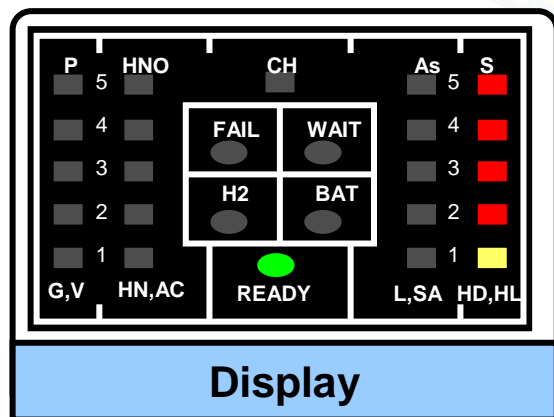 P HNO CH As S
5 5
4 4
FAIL WAIT
3 3
H2 BAT
2 2
1 1
G,V HN,AC READY L,SA HD,HL
Display